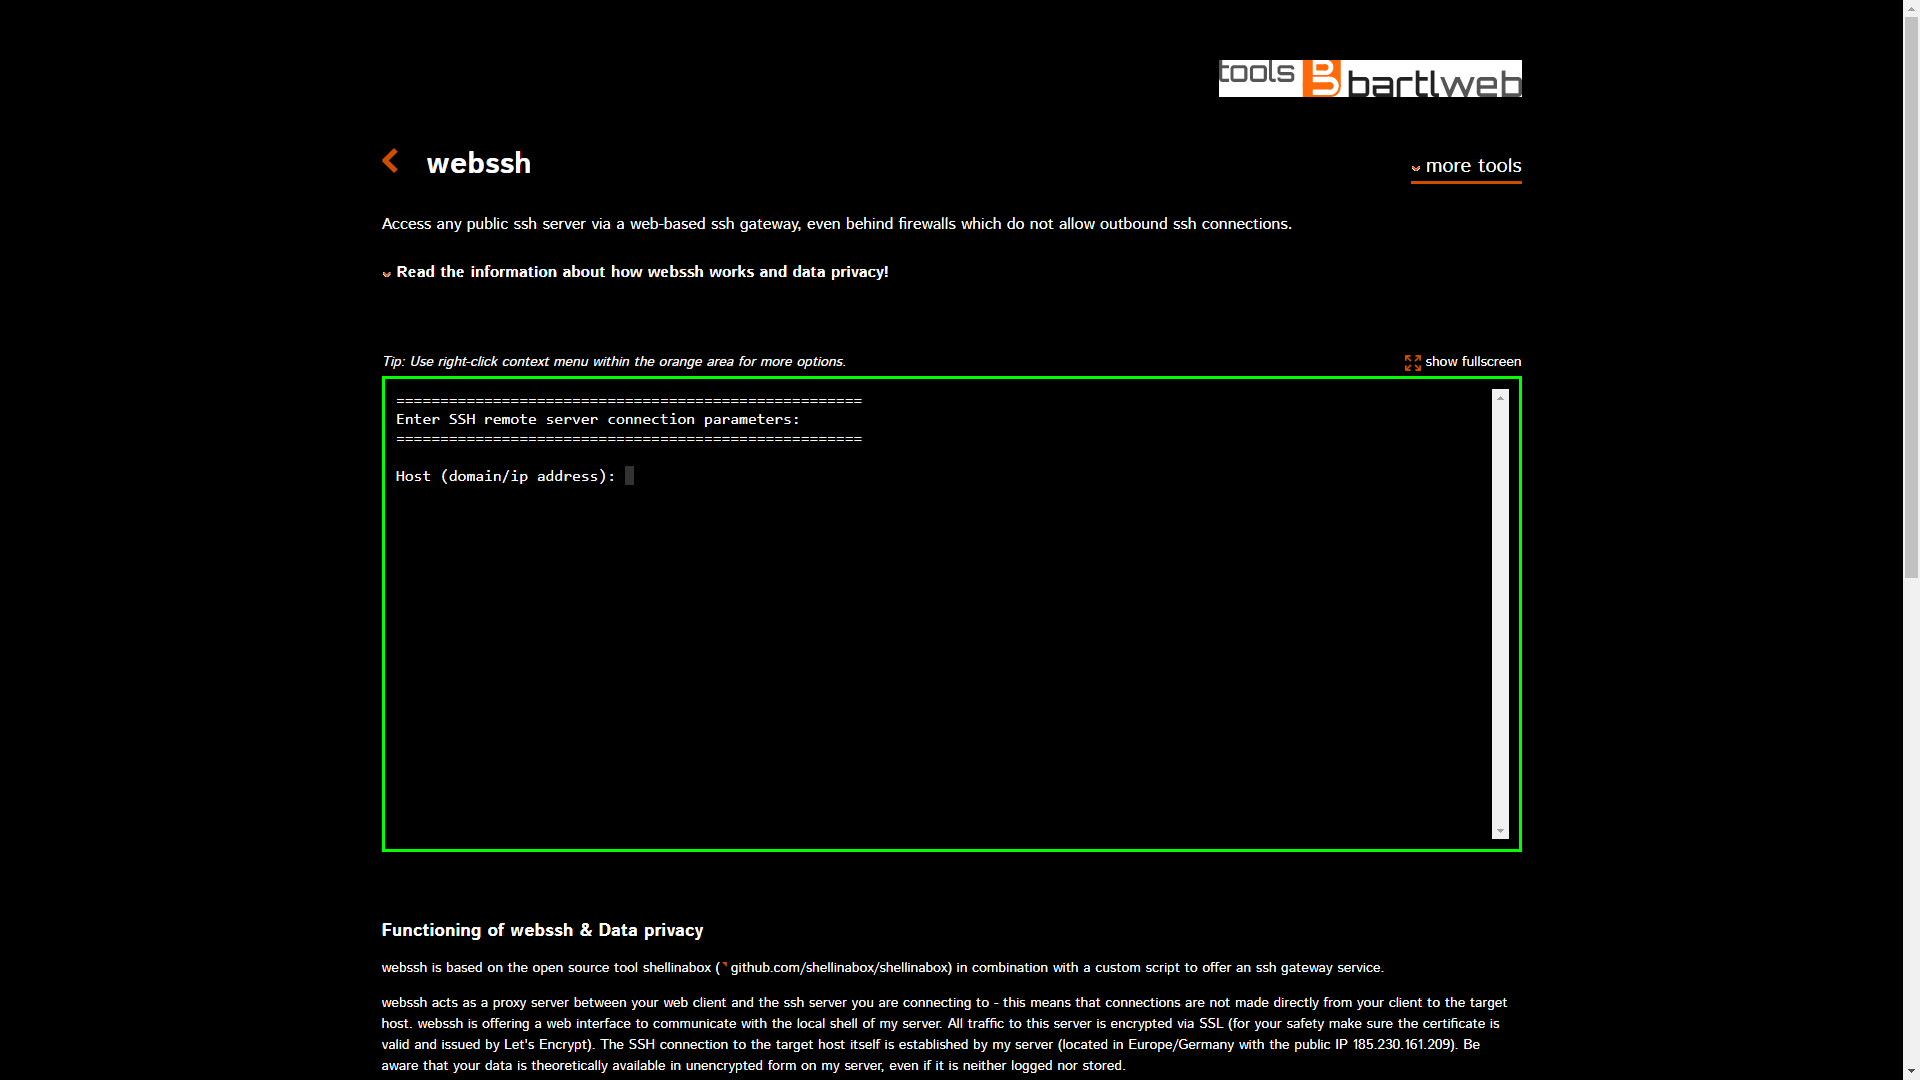 tools bartlweb
webssh
more tools
Access any public ssh server via a web-based ssh gateway, even behind firewalls which do not allow outbound ssh connections.
Read the information about how webssh works and data privacy!
Tip: Use right-click context menu within the orange area for more options.
show fullscreen
=====================================================
Enter SSH remote server connection parameters:
=====================================================
Host (domain/ip address):
Functioning of webssh & Data privacy
webssh is based on the open source tool shellinabox (github.com/shellinabox/shellinabox) in combination with a custom script to offer an ssh gateway service.
webssh acts as a proxy server between your web client and the ssh server you are connecting to - this means that connections are not made directly from your client to the target
host. webssh is offering a web interface to communicate with the local shell of my server. All traffic to this server is encrypted via SSL (for your safety make sure the certificate is
valid and issued by Let's Encrypt). The SSH connection to the target host itself is established by my server (located in Europe/Germany with the public IP 185.230.161.209). Be
aware that your data is theoretically available in unencrypted form on my server, even if it is neither logged nor stored.